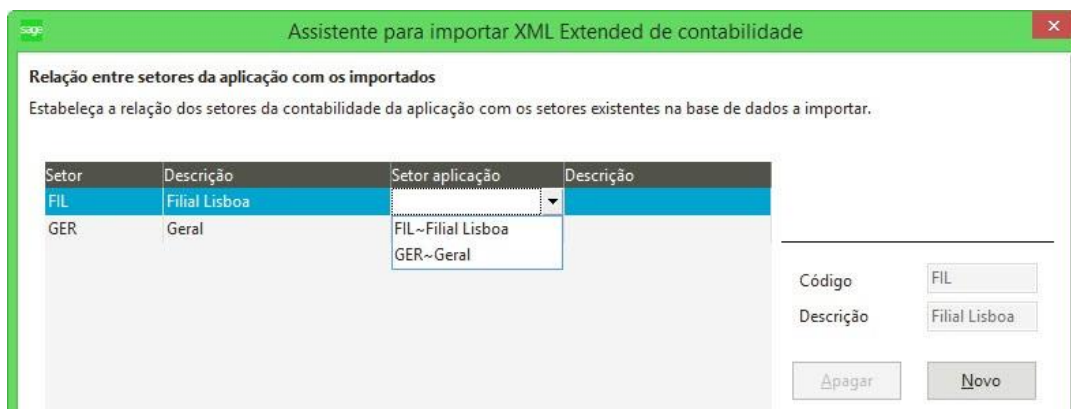 sage
Assistente para importar XML Extended de contabilidade
Relação entre setores da aplicação com os importados
Estabeleça a relação dos setores da contabilidade da aplicação com os setores existentes na base de dados a importar.
Setor Descrição Setor aplicação Descrição
FIL Filial Lisboa
GER Geral
FIL~Filial Lisboa
GER~Geral
Código FIL
Descrição Filial Lisboa
Apagar Novo